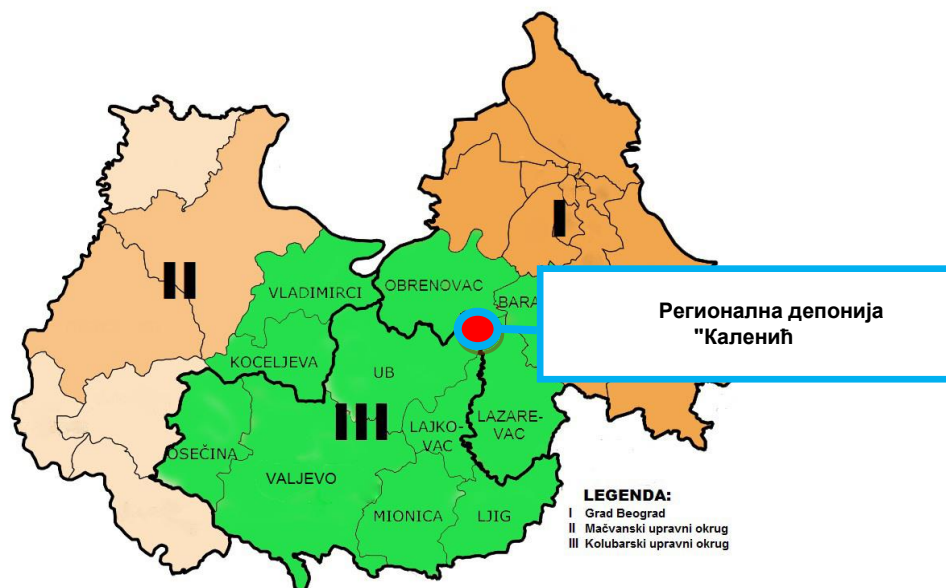 I
II
VLADIMIRCI
OBRENOVAC
BARA
Регионална депонија
"Каленић
KOCELJEVA
UB
III
LAJKO-
VAC
LAZARE-
VAC
OSEČINA
VALJEVO
MIONICA
LJIG
LEGENDA:
I Grad Beograd
II Mačvanski upravni okrug
III Kolubarski upravni okrug